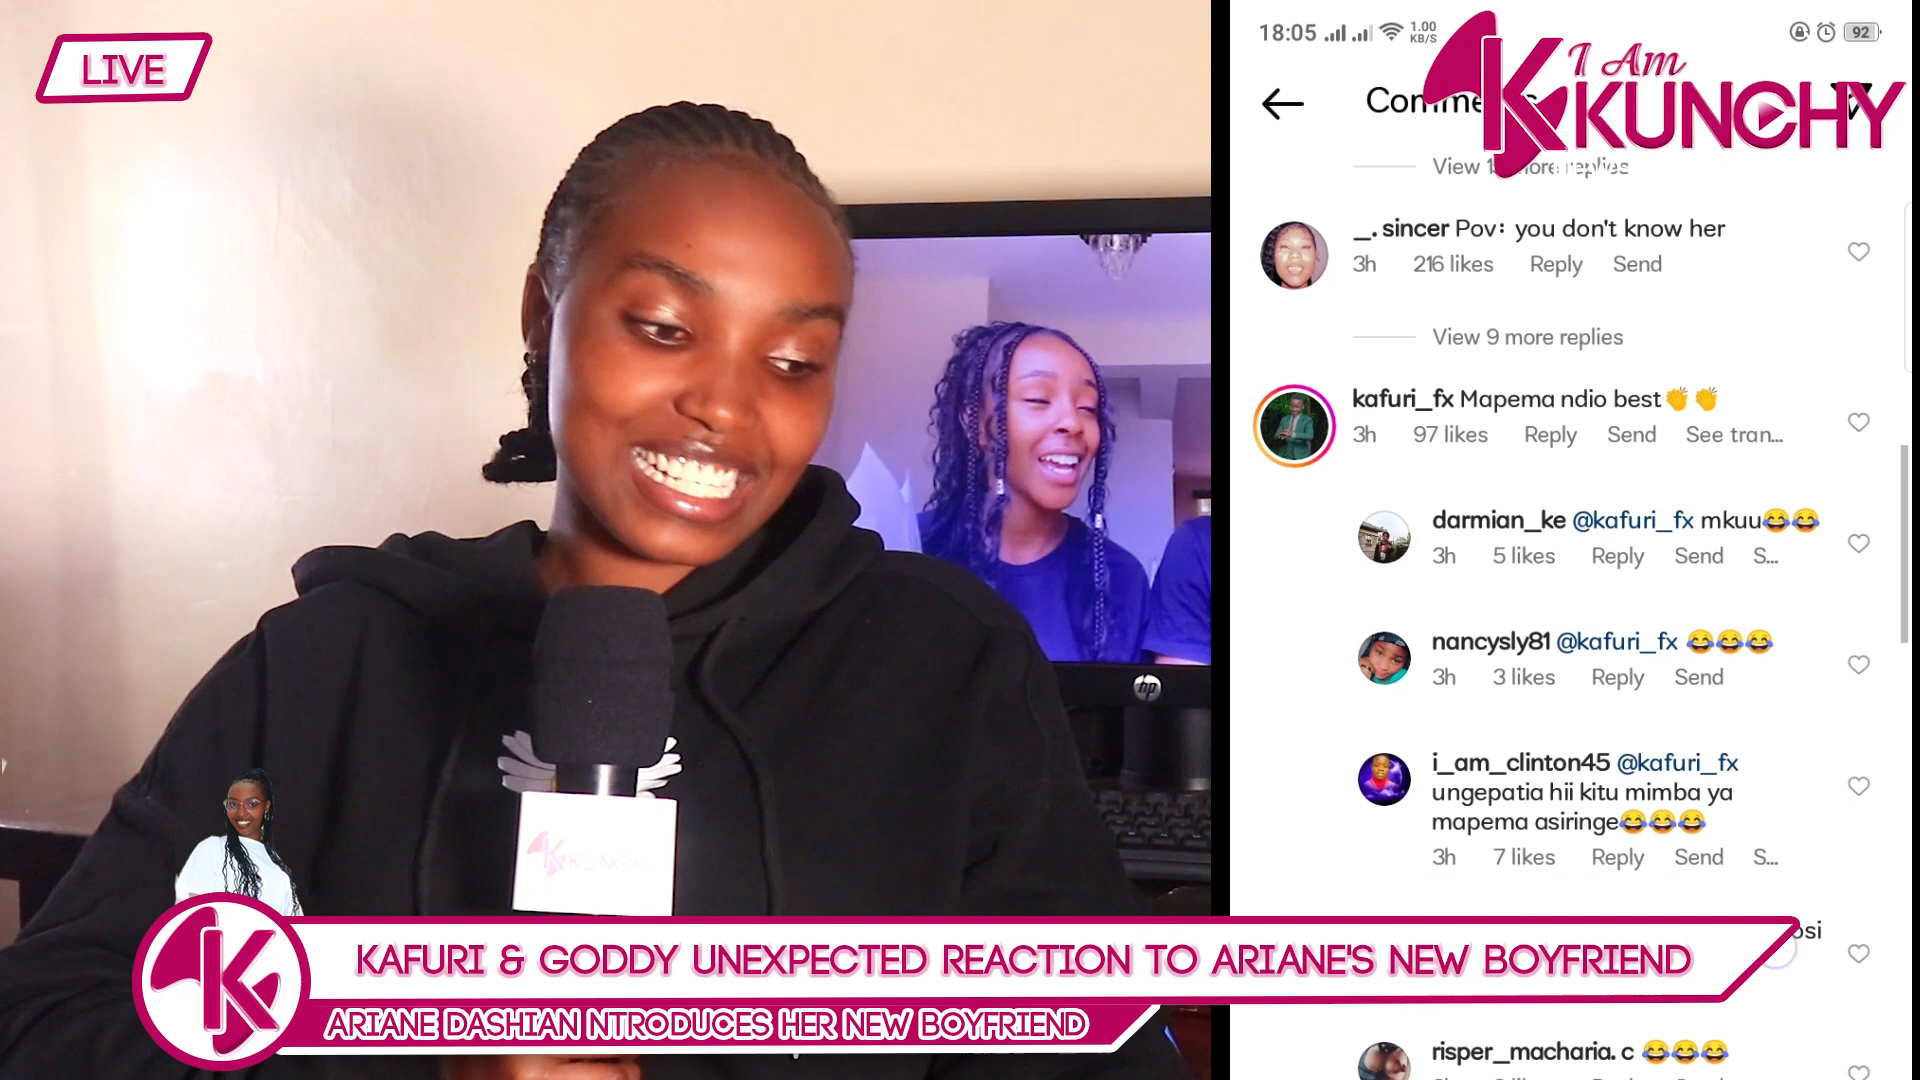 LIVE
18:05
1.00
KB/S
92
I Am
KUNCHY
View
replies
_.sincer Pov: you don't know her
3h 216 likes Reply Send
View 9 more replies
kafuri_fx Mapema ndio best👏👏
3h 97 likes Reply Send See tran...
darmian_ke @kafuri_fx mkuu😂😂
3h 5 likes Reply Send S...
nancysly81 @kafuri_fx 😂😂😂
3h 3 likes Reply Send
i_am_clinton45 @kafuri_fx
ungepatia hii kitu mimba ya
mapema asiringe😂😂😂
3h 7 likes Reply Send S...
hp
KUNCHY
KAFURI & GODDY UNEXPECTED REACTION TO ARIANE'S NEW BOYFRIEND
ARIANE DASHIAN NTRODUCES HER NEW BOYFRIEND
risper_macharia.c 😂😂😂